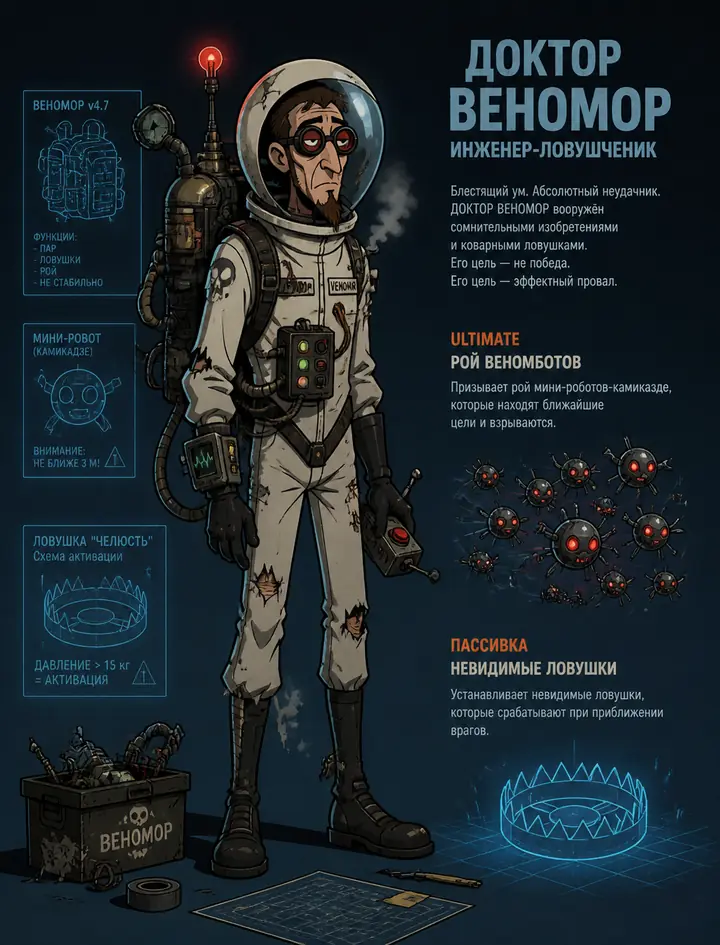 ДОКТОР
ВЕНОМОР
ИНЖЕНЕР-ЛОВУШЧЕНИК
Блестящий ум. Абсолютный неудачник.
ДОКТОР ВЕНОМОР вооружён
сомнительными изобретениями
и коварными ловушками.
Его цель — не победа.
Его цель — эффектный провал.
ВЕНОМОР v4.7
ФУНКЦИИ:
- ПАР
- ЛОВУШКИ
- РОЙ
- НЕ СТАБИЛЬНО
МИНИ-РОБОТ
(КАМИКАДЗЕ)
ВНИМАНИЕ:
НЕ БЛИЖЕ 3 М!
ЛОВУШКА "ЧЕЛЮСТЬ"
Схема активации
ДАВЛЕНИЕ > 15 кг
= АКТИВАЦИЯ
ULTIMATE
РОЙ ВЕНОМБОТОВ
Призывает рой мини-роботов-камикадзе,
которые находят ближайшие
цели и взрываются.
ПАССИВКА
НЕВИДИМЫЕ ЛОВУШКИ
Устанавливает невидимые ловушки,
которые срабатывают при приближении
врагов.
ВЕНОМОР